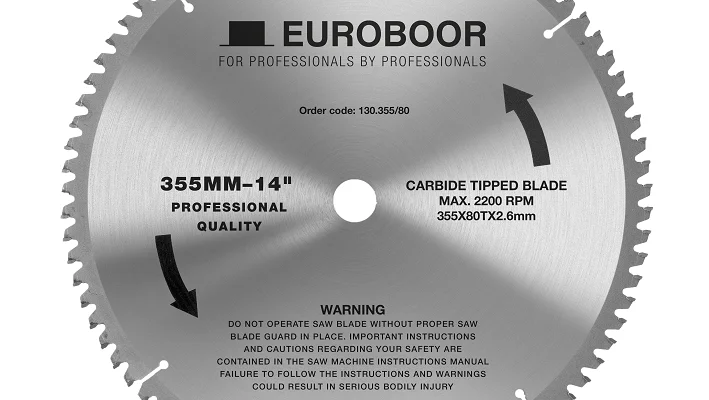 EUROBOOR
FOR PROFESSIONALS BY PROFESSIONALS
Order code: 130.355/80
355MM–14"
PROFESSIONAL
QUALITY
CARBIDE TIPPED BLADE
MAX. 2200 RPM
355X80TX2.6mm
WARNING
DO NOT OPERATE SAW BLADE WITHOUT PROPER SAW
BLADE GUARD IN PLACE. IMPORTANT INSTRUCTIONS
AND CAUTIONS REGARDING YOUR SAFETY ARE
CONTAINED IN THE SAW MACHINE INSTRUCTIONS MANUAL
FAILURE TO FOLLOW THE INSTRUCTIONS AND WARNINGS
COULD RESULT IN SERIOUS BODILY INJURY